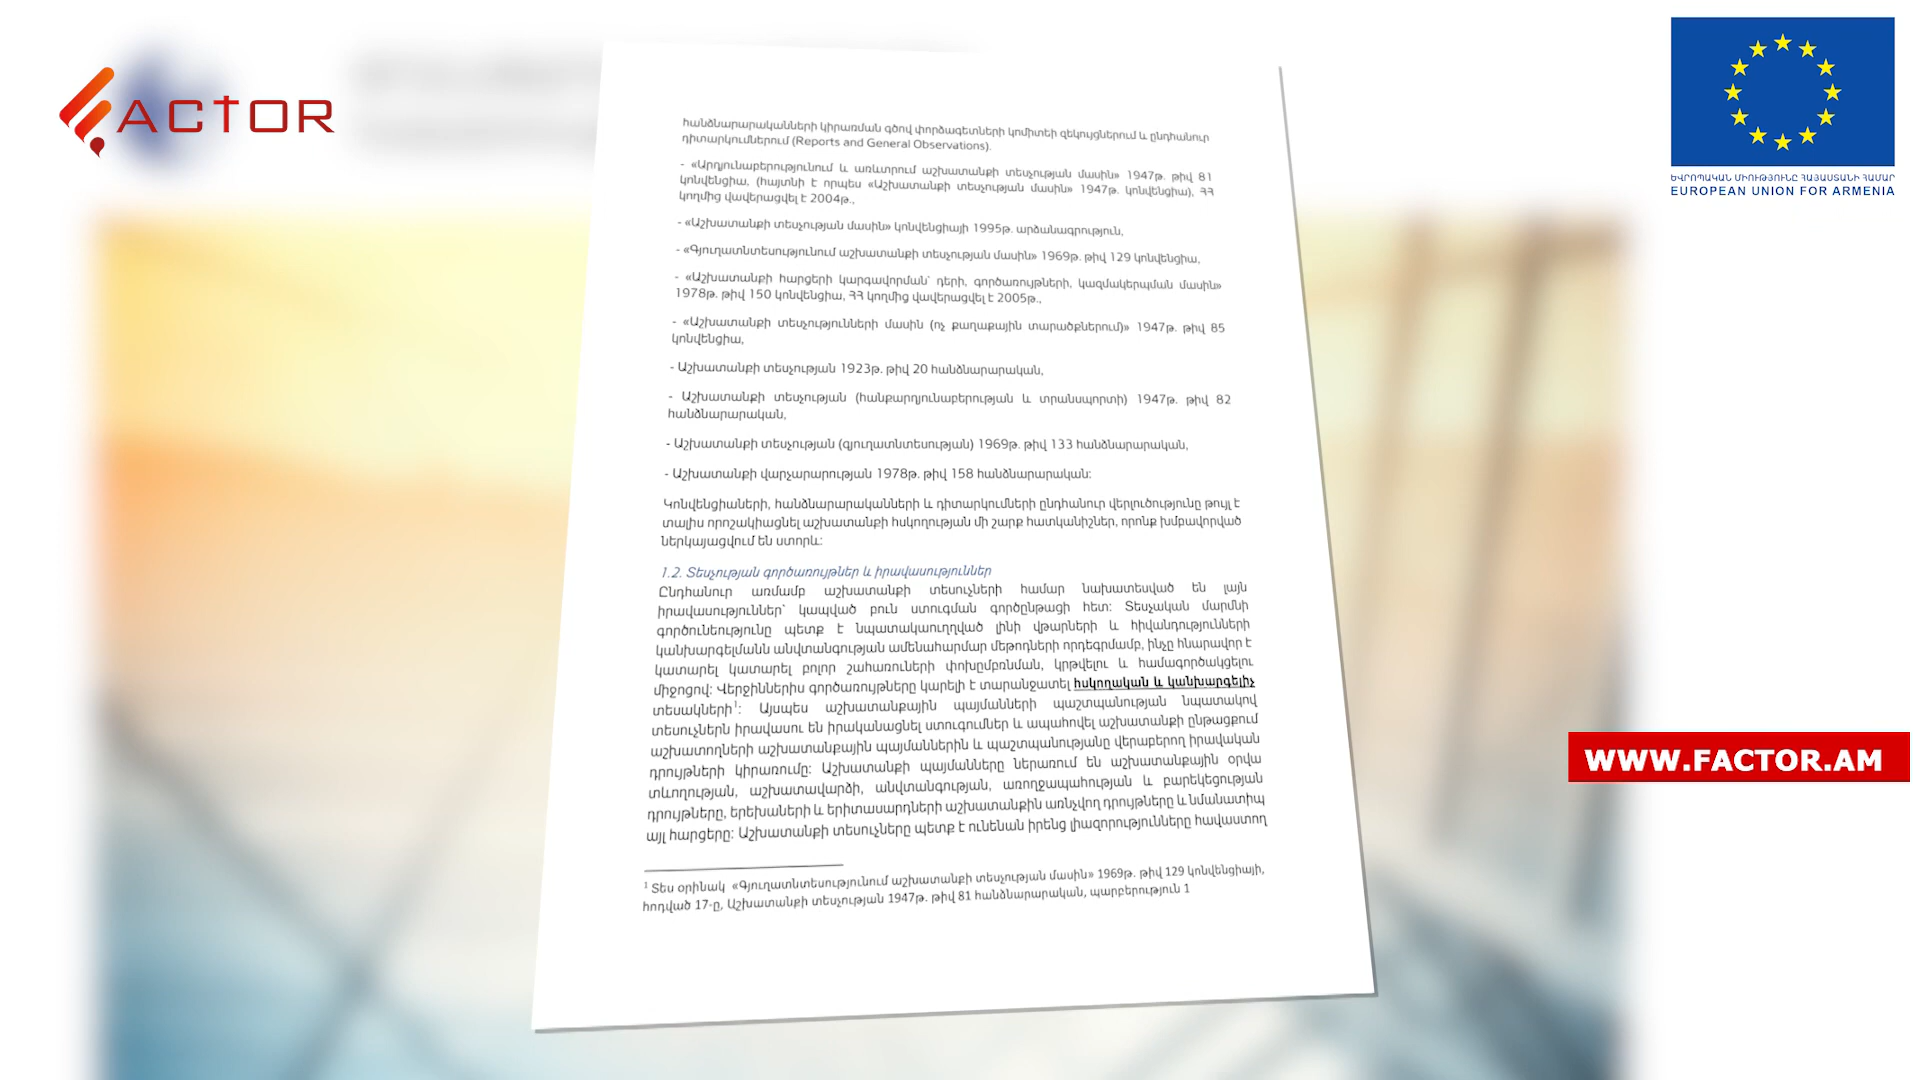 FACTOR
ԵՎՐՈՊԱԿԱՆ ՄԻՈՒԹՅՈՒՆԸ ՀԱՅԱՍՏԱՆԻ ՀԱՄԱՐ
EUROPEAN UNION FOR ARMENIA
հանձնարարականների կիրառման գծով փորձագետների կոմիտեի զեկույցներում և ընդհանուր
դիտարկումներում (Reports and General Observations).
- «Արդյունաբերությունում և առևտրում աշխատանքի տեսչության մասին» 1947թ. թիվ 81
կոնվենցիա, (հայտնի է որպես «Աշխատանքի տեսչության մասին» 1947թ. կոնվենցիա), ՀՀ
կողմից վավերացվել է 2004թ.,
- «Աշխատանքի տեսչության մասին» կոնվենցիայի 1995թ. արձանագրություն,
- «Գյուղատնտեսությունում աշխատանքի տեսչության մասին» 1969թ. թիվ 129 կոնվենցիա,
- «Աշխատանքի հարցերի կարգավորման՝ դերի, գործառույթների, կազմակերպման մասին»
1978թ. թիվ 150 կոնվենցիա, ՀՀ կողմից վավերացվել է 2005թ.,
- «Աշխատանքի տեսչությունների մասին (ոչ քաղաքային տարածքներում)» 1947թ. թիվ 85
կոնվենցիա,
- Աշխատանքի տեսչության 1923թ. թիվ 20 հանձնարարական,
- Աշխատանքի տեսչության (հանքարդյունաբերության և տրանսպորտի) 1947թ. թիվ 82
հանձնարարական,
- Աշխատանքի տեսչության (գյուղատնտեսության) 1969թ. թիվ 133 հանձնարարական,
- Աշխատանքի վարչարարության 1978թ. թիվ 158 հանձնարարական:
Կոնվենցիաների, հանձնարարականների և դիտարկումների ընդհանուր վերլուծությունը թույլ է
տալիս որոշակիացնել աշխատանքի հսկողության մի շարք հատկանիշներ, որոնք խմբավորված
ներկայացվում են ստորև:
1.2. Տեսչության գործառույթներ և իրավասություններ
Ընդհանուր առմամբ աշխատանքի տեսուչների համար նախատեսված են լայն
իրավասություններ՝ կապված բուն ստուգման գործընթացի հետ: Տեսչական մարմնի
գործունեությունը պետք է նպատակաուղղված լինի վթարների և հիվանդությունների
կանխարգելմանն անվտանգության ամենահարմար մեթոդների որդեգրմամբ, ինչը հնարավոր է
կատարել կատարել բոլոր շահառուների փոխըմբռնման, կրթվելու և համագործակցելու
միջոցով: Վերջիններիս գործառույթները կարելի է տարանջատել հսկողական և կանխարգելիչ
տեսակների¹: Այսպես աշխատանքային պայմանների պաշտպանության նպատակով
տեսուչներն իրավասու են իրականացնել ստուգումներ և ապահովել աշխատանքի ընթացքում
աշխատողների աշխատանքային պայմաններին և պաշտպանությանը վերաբերող իրավական
դրույթների կիրառումը: Աշխատանքի պայմանները ներառում են աշխատանքային օրվա
տևողության, աշխատավարձի, անվտանգության, առողջապահության և բարեկեցության
դրույթները, երեխաների և երիտասարդների աշխատանքին առնչվող դրույթները և նմանատիպ
այլ հարցերը: Աշխատանքի տեսուչները պետք է ունենան իրենց լիազորությունները հավաստող
¹ Տես օրինակ «Գյուղատնտեսությունում աշխատանքի տեսչության մասին» 1969թ. թիվ 129 կոնվենցիայի,
հոդված 17-ը, Աշխատանքի տեսչության 1947թ. թիվ 81 հանձնարարական, պարբերություն 1
WWW.FACTOR.AM